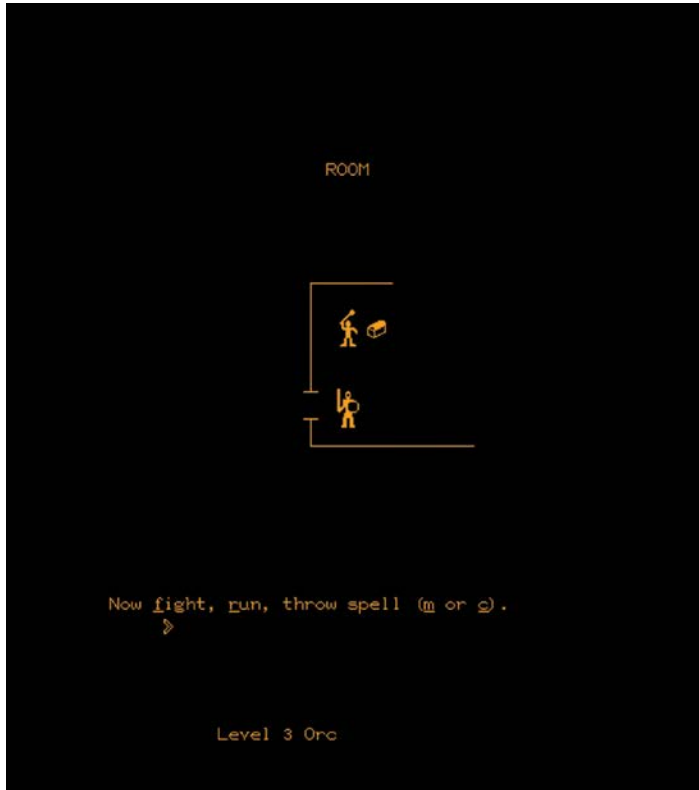 ROOM
Now fight, run, throw spell (m or c).
>
Level 3 Orc